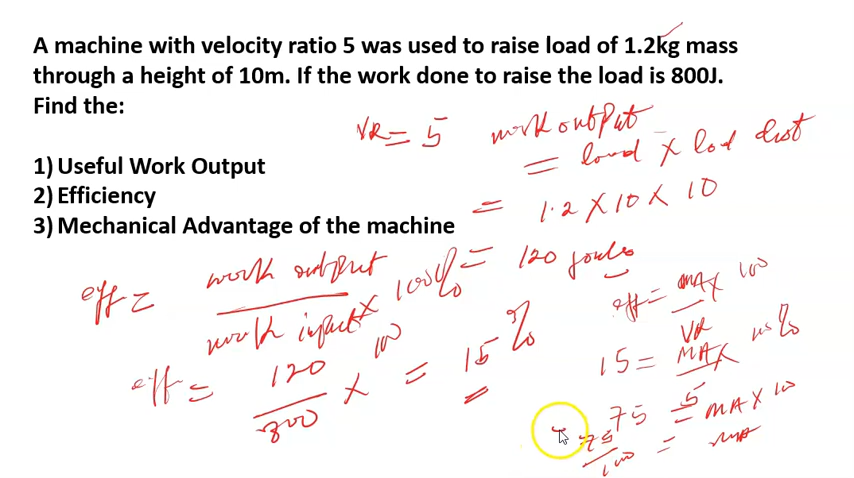 A machine with velocity ratio 5 was used to raise load of 1.2kg mass
through a height of 10m. If the work done to raise the load is 800J.
Find the:
VR = 5 work output
= load × lod dist
= 1.2 × 10 × 10
= 120 joules
1) Useful Work Output
2) Efficiency
3) Mechanical Advantage of the machine
eff = work output / work input × 100%
eff = 120 / 800 × 100 = 15%
eff = MA / VR × 100
15 = MA / 5 × 100%
75 = MA × 100
75 / 100 = MA